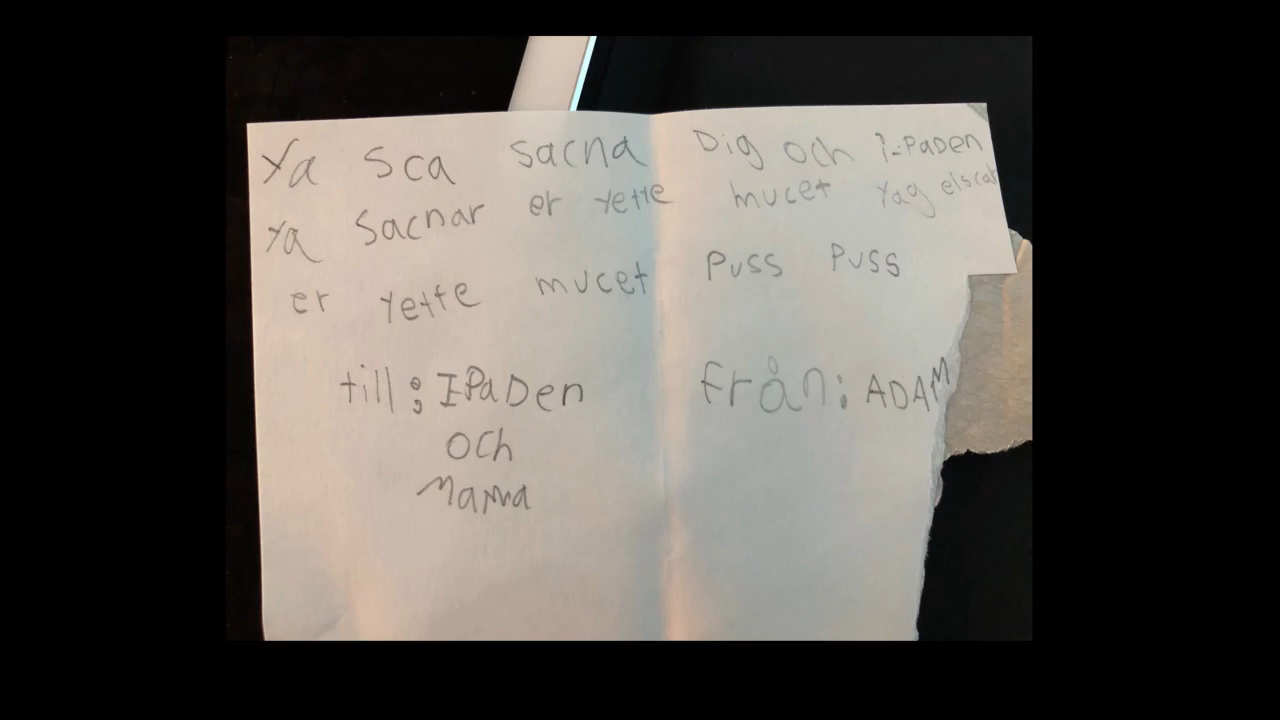 Ya sca sacna Dig och I-PaDen
Ya sacnar er yette mucet Yag elscar
er yette mucet Puss Puss
till: IPaDen från: ADAM
och
Mamma